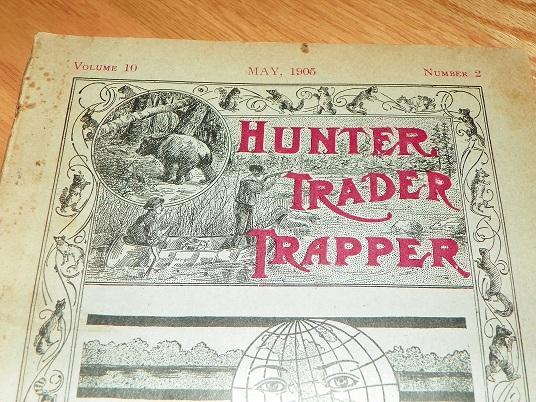 Volume 10 MAY, 1905 Number 2
HUNTER
TRADER
TRAPPER